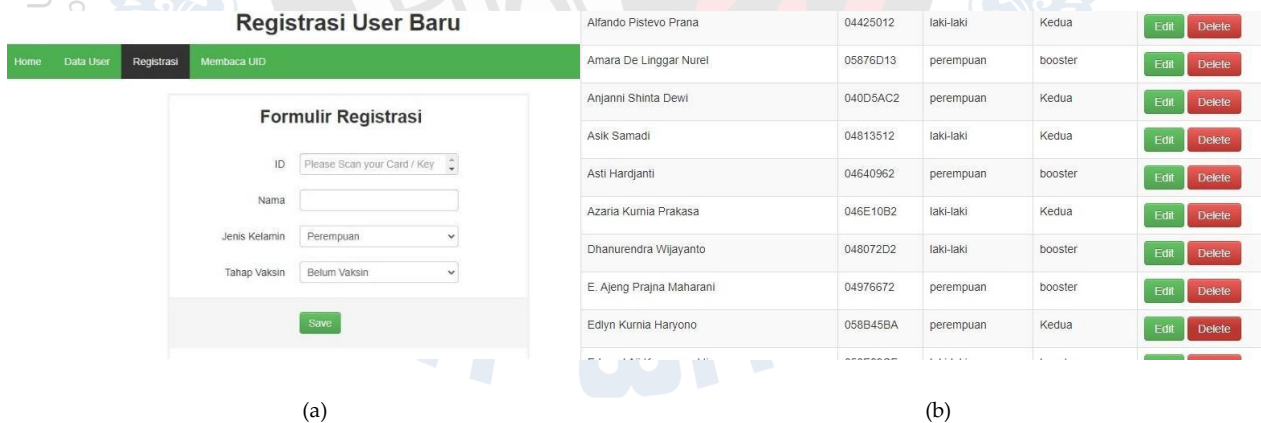 Registrasi User Baru
Home Data User Registrasi Membaca UID
Formulir Registrasi
ID Please Scan your Card / Key
Nama
Jenis Kelamin Perempuan
Tahap Vaksin Belum Vaksin
Save
(a)
Alfando Pistevo Prana 04425012 laki-laki Kedua Edit Delete
Amara De Linggar Nurel 05876D13 perempuan booster Edit Delete
Anjanni Shinta Dewi 040D5AC2 perempuan Kedua Edit Delete
Asik Samadi 04813512 laki-laki Kedua Edit Delete
Asti Hardjanti 04640962 perempuan booster Edit Delete
Azaria Kurnia Prakasa 046E10B2 laki-laki Kedua Edit Delete
Dhanurendra Wijayanto 048072D2 laki-laki booster Edit Delete
E. Ajeng Prajna Maharani 04976672 perempuan booster Edit Delete
Edlyn Kurnia Haryono 058B45BA perempuan Kedua Edit Delete
(b)